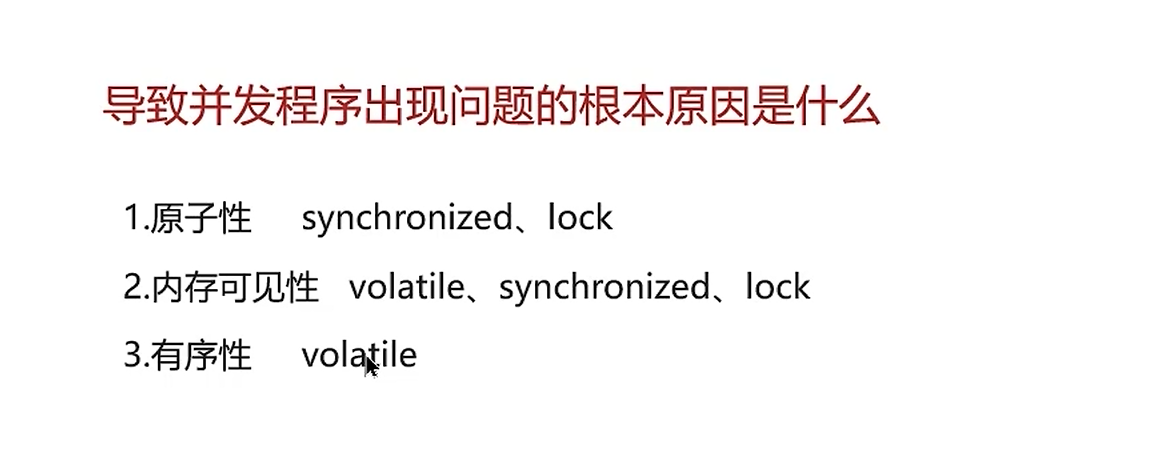 导致并发程序出现问题的根本原因是什么
1.原子性 synchronized、lock
2.内存可见性 volatile、synchronized、lock
3.有序性 volatile